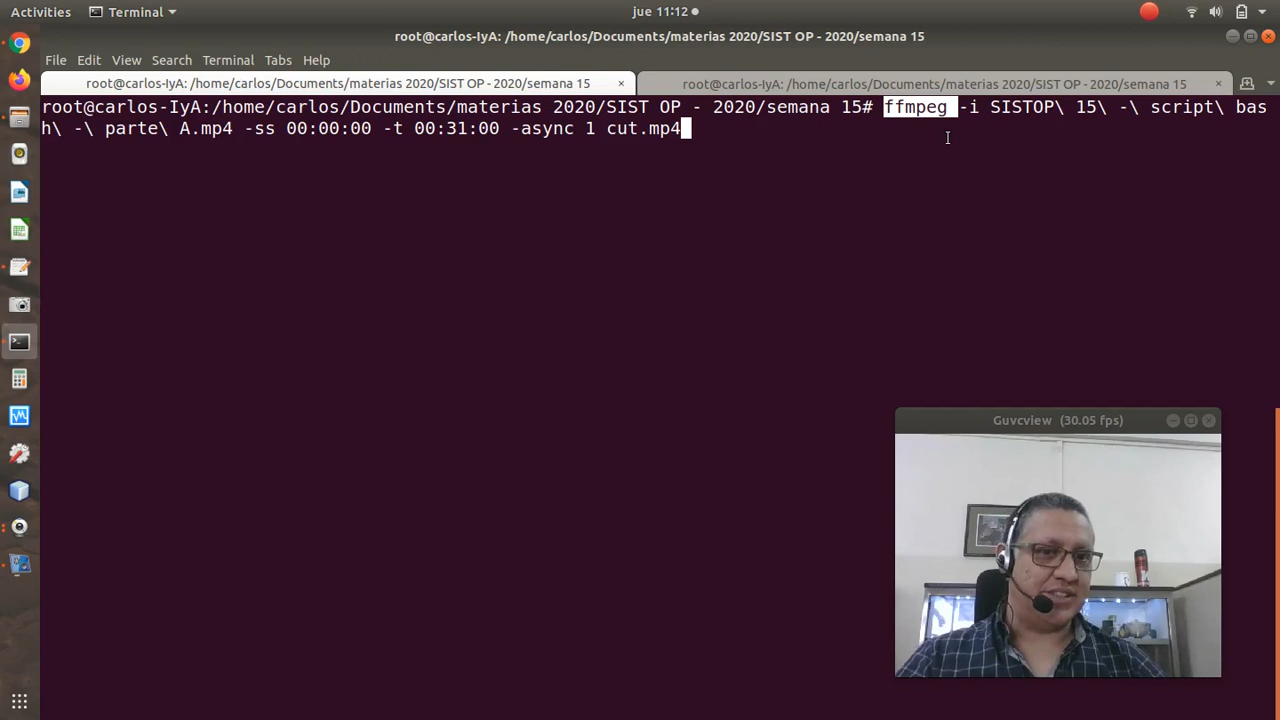 Activities Terminal jue 11:12
root@carlos-IyA: /home/carlos/Documents/materias 2020/SIST OP - 2020/semana 15
File Edit View Search Terminal Tabs Help
root@carlos-IyA: /home/carlos/Documents/materias 2020/SIST OP - 2020/semana 15 × root@carlos-IyA: /home/carlos/Documents/materias 2020/SIST OP - 2020/semana 15 ×
root@carlos-IyA:/home/carlos/Documents/materias 2020/SIST OP - 2020/semana 15# ffmpeg -i SISTOP\ 15\ -\ script\ bas
h\ -\ parte\ A.mp4 -ss 00:00:00 -t 00:31:00 -async 1 cut.mp4
Guvcview (30.05 fps)